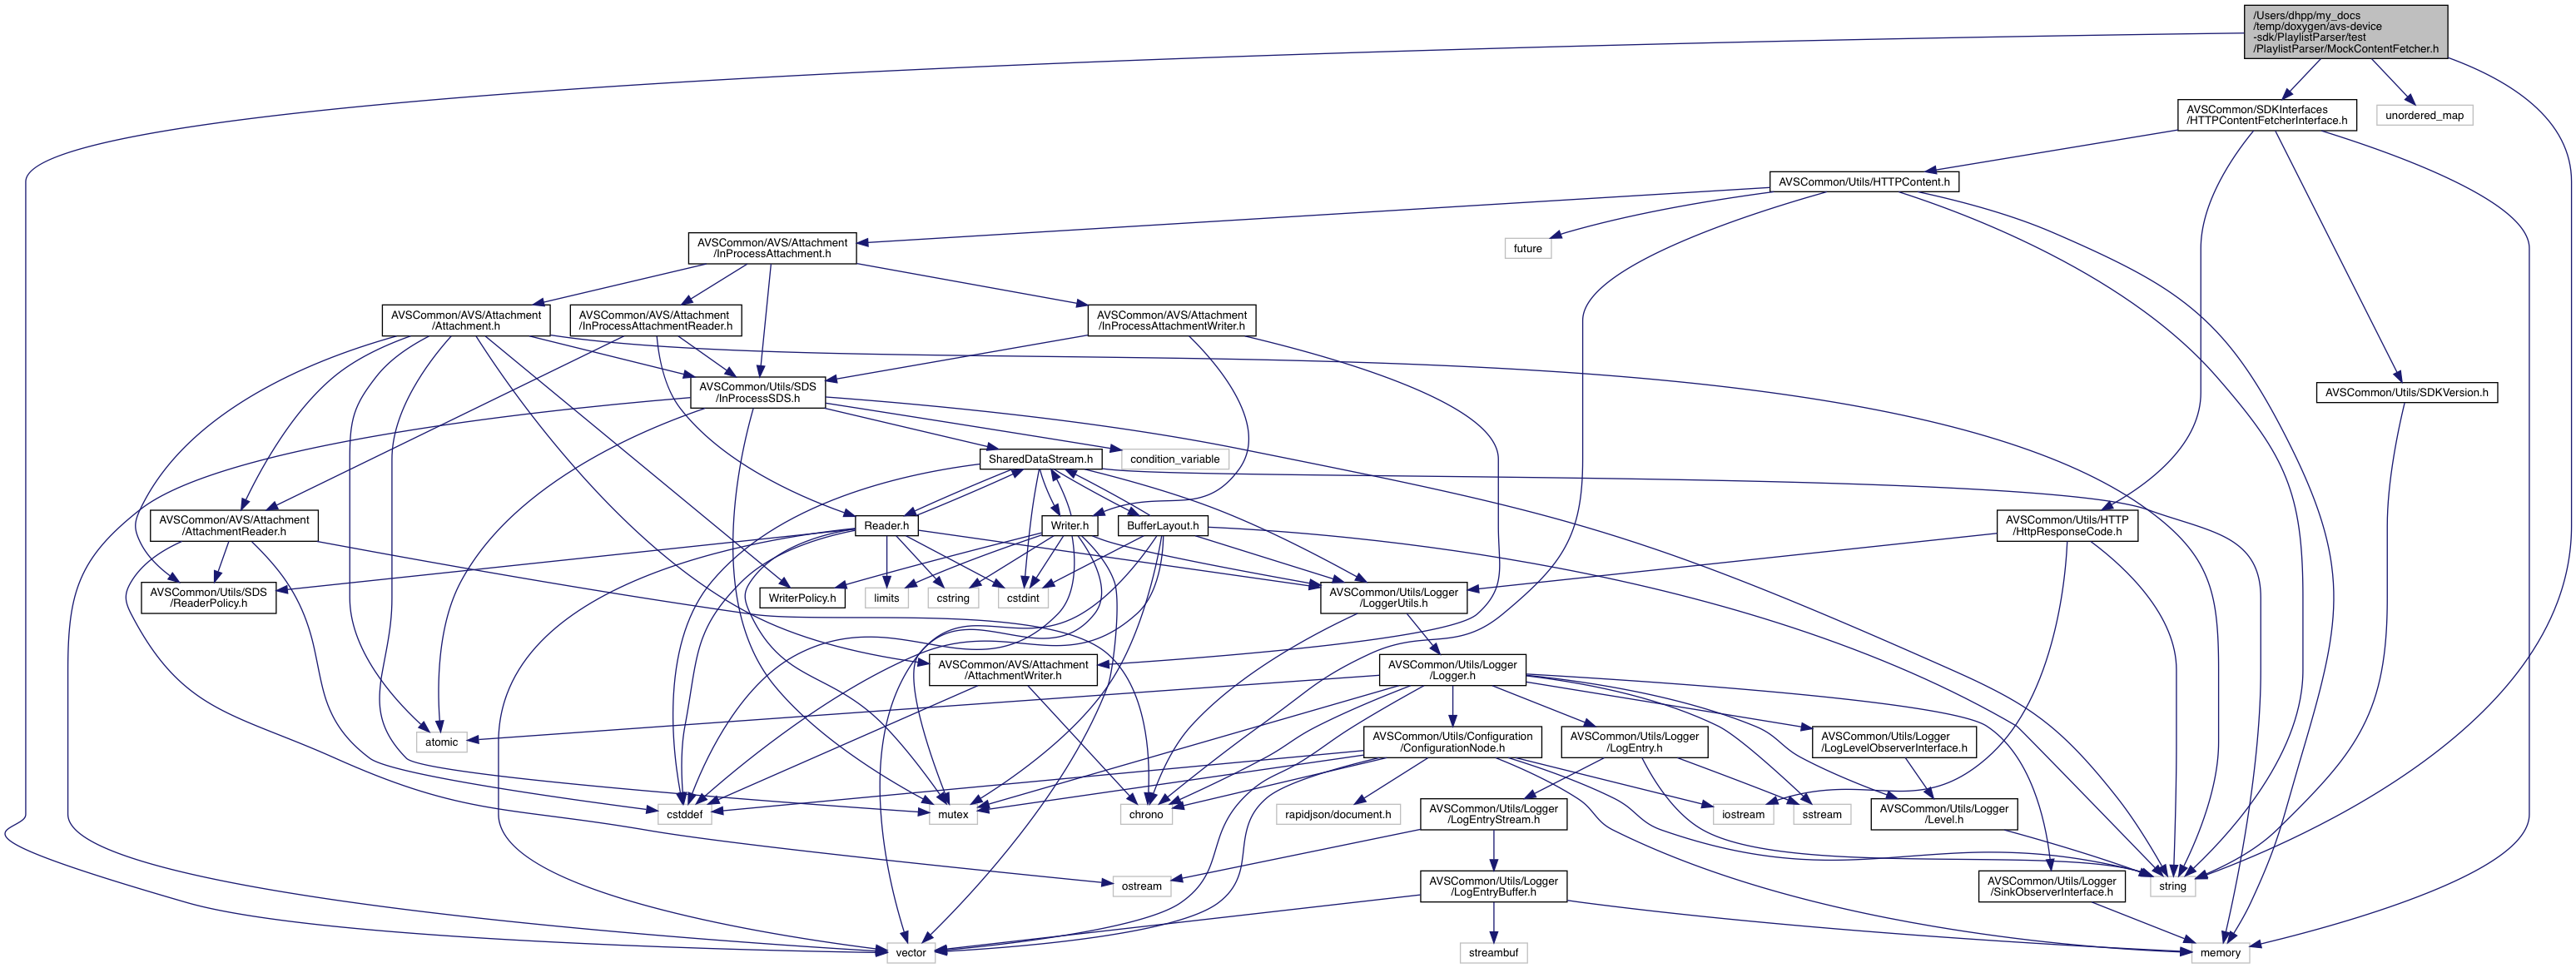 /Users/dhpp/my_docs
/temp/doxygen/avs-device
-sdk/PlaylistParser/test
/PlaylistParser/MockContentFetcher.h
AVSCommon/SDKInterfaces
/HTTPContentFetcherInterface.h
unordered_map
AVSCommon/Utils/HTTPContent.h
AVSCommon/AVS/Attachment
/InProcessAttachment.h
future
AVSCommon/AVS/Attachment
/Attachment.h
AVSCommon/AVS/Attachment
/InProcessAttachmentReader.h
AVSCommon/AVS/Attachment
/InProcessAttachmentWriter.h
AVSCommon/Utils/SDS
/InProcessSDS.h
AVSCommon/Utils/SDKVersion.h
SharedDataStream.h
condition_variable
AVSCommon/AVS/Attachment
/AttachmentReader.h
Reader.h
Writer.h
BufferLayout.h
AVSCommon/Utils/HTTP
/HttpResponseCode.h
AVSCommon/Utils/SDS
/ReaderPolicy.h
WriterPolicy.h
limits
cstring
cstdint
AVSCommon/Utils/Logger
/LoggerUtils.h
AVSCommon/AVS/Attachment
/AttachmentWriter.h
AVSCommon/Utils/Logger
/Logger.h
atomic
AVSCommon/Utils/Configuration
/ConfigurationNode.h
AVSCommon/Utils/Logger
/LogEntry.h
AVSCommon/Utils/Logger
/LogLevelObserverInterface.h
cstddef
mutex
chrono
rapidjson/document.h
AVSCommon/Utils/Logger
/LogEntryStream.h
iostream
sstream
AVSCommon/Utils/Logger
/Level.h
ostream
AVSCommon/Utils/Logger
/LogEntryBuffer.h
AVSCommon/Utils/Logger
/SinkObserverInterface.h
string
vector
streambuf
memory